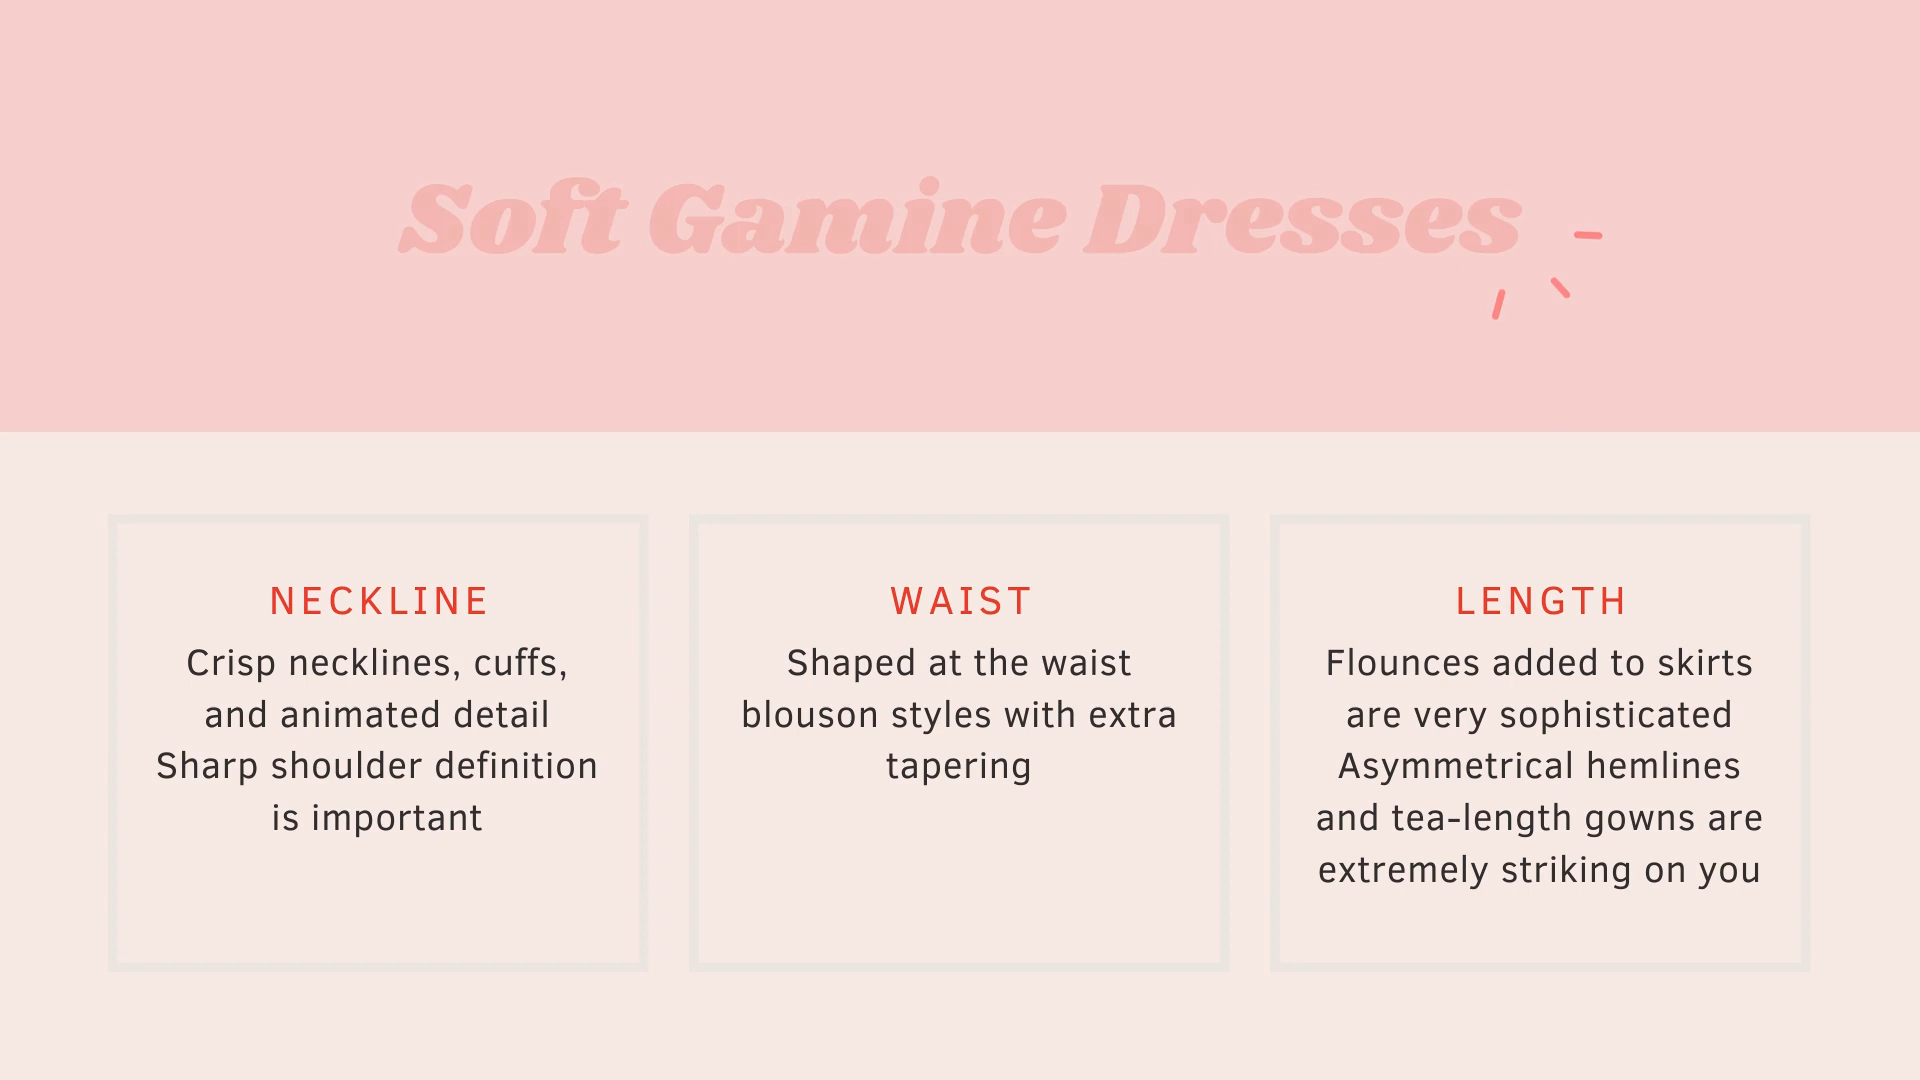 Soft Gamine Dresses
NECKLINE
Crisp necklines, cuffs,
and animated detail
Sharp shoulder definition
is important
WAIST
Shaped at the waist
blouson styles with extra
tapering
LENGTH
Flounces added to skirts
are very sophisticated
Asymmetrical hemlines
and tea-length gowns are
extremely striking on you